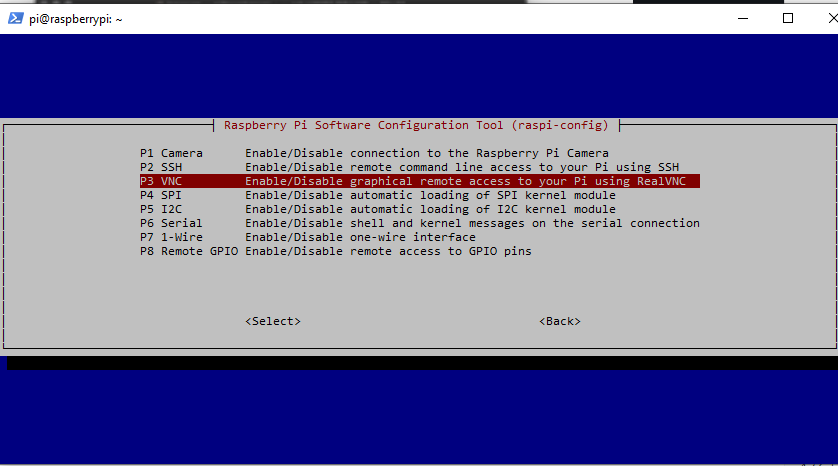 pi@raspberrypi: ~
Raspberry Pi Software Configuration Tool (raspi-config)
P1 Camera Enable/Disable connection to the Raspberry Pi Camera
P2 SSH Enable/Disable remote command line access to your Pi using SSH
P3 VNC Enable/Disable graphical remote access to your Pi using RealVNC
P4 SPI Enable/Disable automatic loading of SPI kernel module
P5 I2C Enable/Disable automatic loading of I2C kernel module
P6 Serial Enable/Disable shell and kernel messages on the serial connection
P7 1-Wire Enable/Disable one-wire interface
P8 Remote GPIO Enable/Disable remote access to GPIO pins
<Select> <Back>